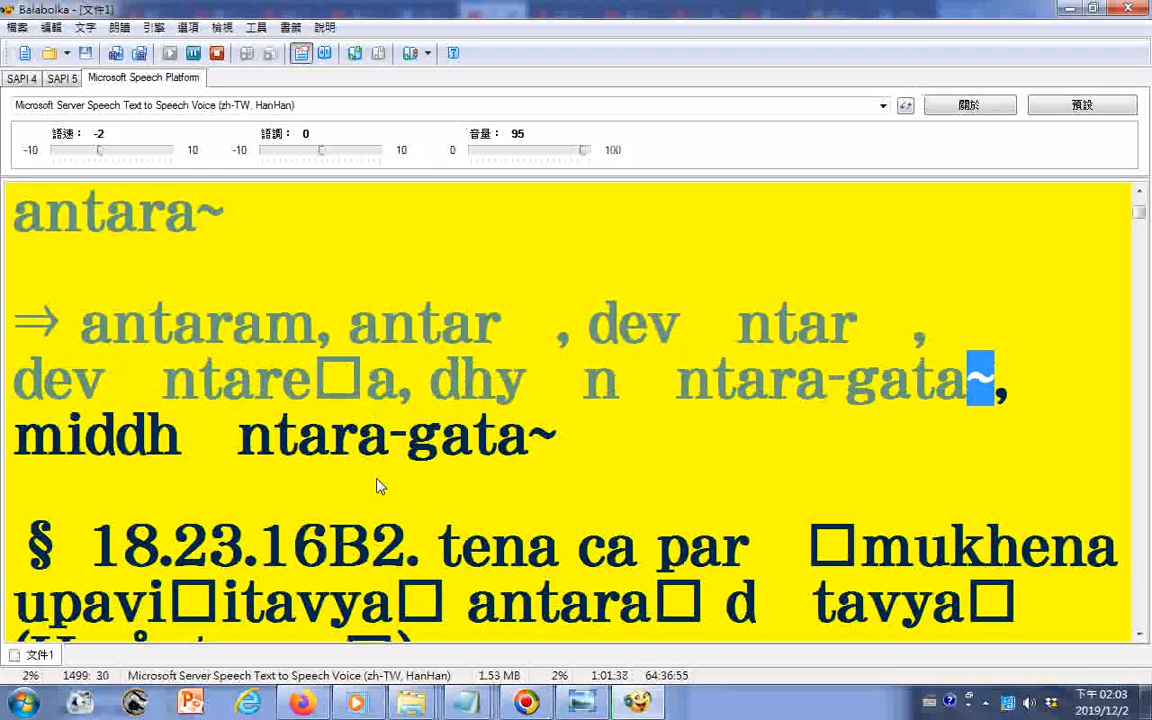 Balabolka - [文件1]
檔案 編輯 文字 朗讀 引擎 選項 檢視 工具 書籤 說明
SAPI 4 SAPI 5 Microsoft Speech Platform
Microsoft Server Speech Text to Speech Voice (zh-TW, HanHan) 關於 預設
語速： -2 語調： 0 音量： 95
-10 10 -10 10 0 100
antara~
⇒ antaram, antar , dev ntar ,
dev ntare□a, dhy n ntara-gata~,
middh ntara-gata~
§ 18.23.16B2. tena ca par □mukhena
upavi□itavya□ antara□ d tavya□
文件1
2% 1499: 30 Microsoft Server Speech Text to Speech Voice (zh-TW, HanHan) 1.53 MB 2% 1:01:38 64:36:55
下午 02:03
2019/12/2